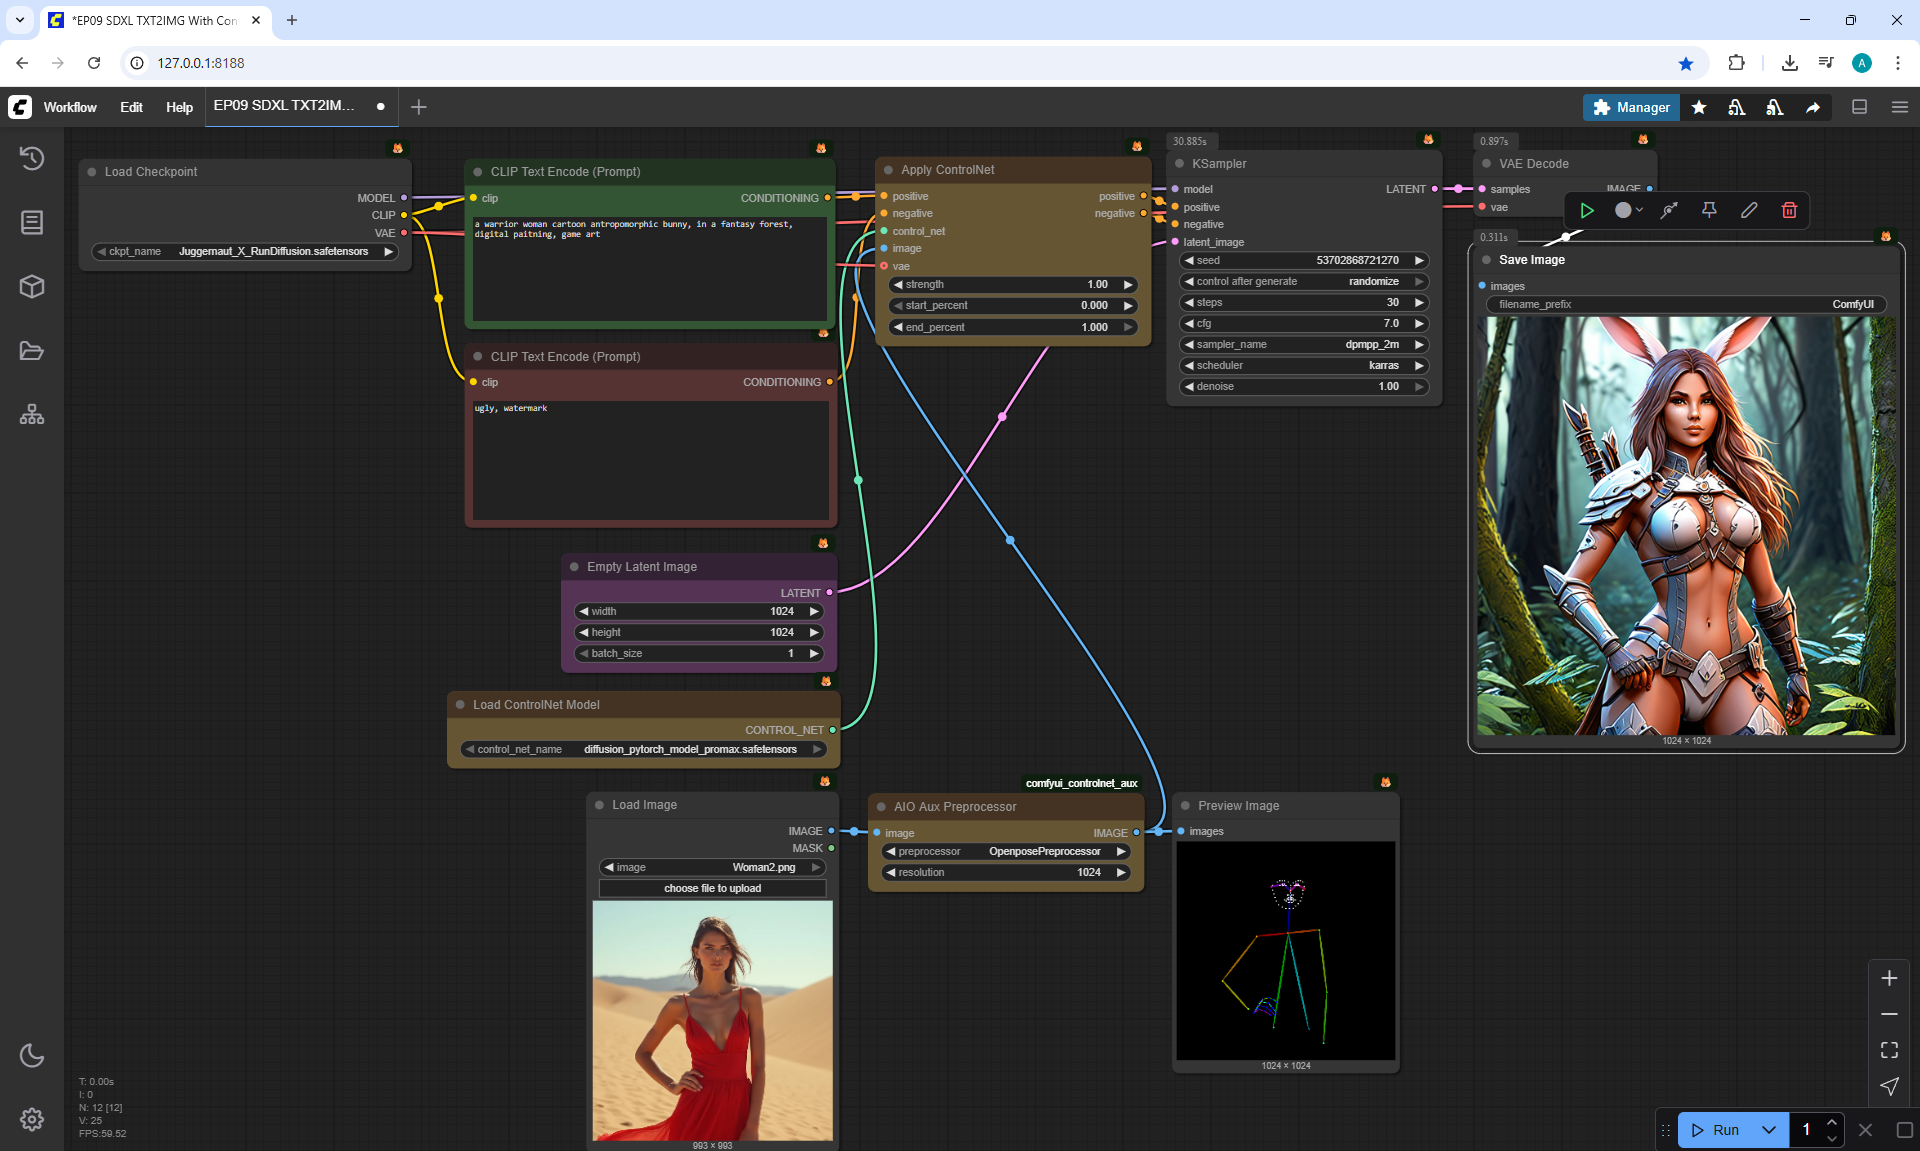 *EP09 SDXL TXT2IMG With Con
127.0.0.1:8188
A
Workflow
Edit
Help
EP09 SDXL TXT2IM...
Manager
Load Checkpoint
MODEL
CLIP
VAE
ckpt_name
Juggernaut_X_RunDiffusion.safetensors
CLIP Text Encode (Prompt)
clip
CONDITIONING
a warrior woman cartoon antropomorphic bunny, in a fantasy forest,
digital paitning, game art
CLIP Text Encode (Prompt)
clip
CONDITIONING
ugly, watermark
Empty Latent Image
LATENT
width 1024
height 1024
batch_size 1
Load ControlNet Model
CONTROL_NET
control_net_name diffusion_pytorch_model_promax.safetensors
Load Image
IMAGE
MASK
image Woman2.png
choose file to upload
993 × 993
Apply ControlNet
positive positive
negative negative
control_net
image
vae
strength 1.00
start_percent 0.000
end_percent 1.000
comfyui_controlnet_aux
AIO Aux Preprocessor
image IMAGE
preprocessor OpenposePreprocessor
resolution 1024
Preview Image
images
1024 × 1024
30.885s
KSampler
model LATENT
positive
negative
latent_image
seed 53702868721270
control after generate randomize
steps 30
cfg 7.0
sampler_name dpmpp_2m
scheduler karras
denoise 1.00
0.897s
VAE Decode
samples IMAGE
vae
0.311s
Save Image
images
filename_prefix ComfyUI
1024 × 1024
T: 0.00s
I: 0
N: 12 [12]
V: 25
FPS:59.52
Run
1